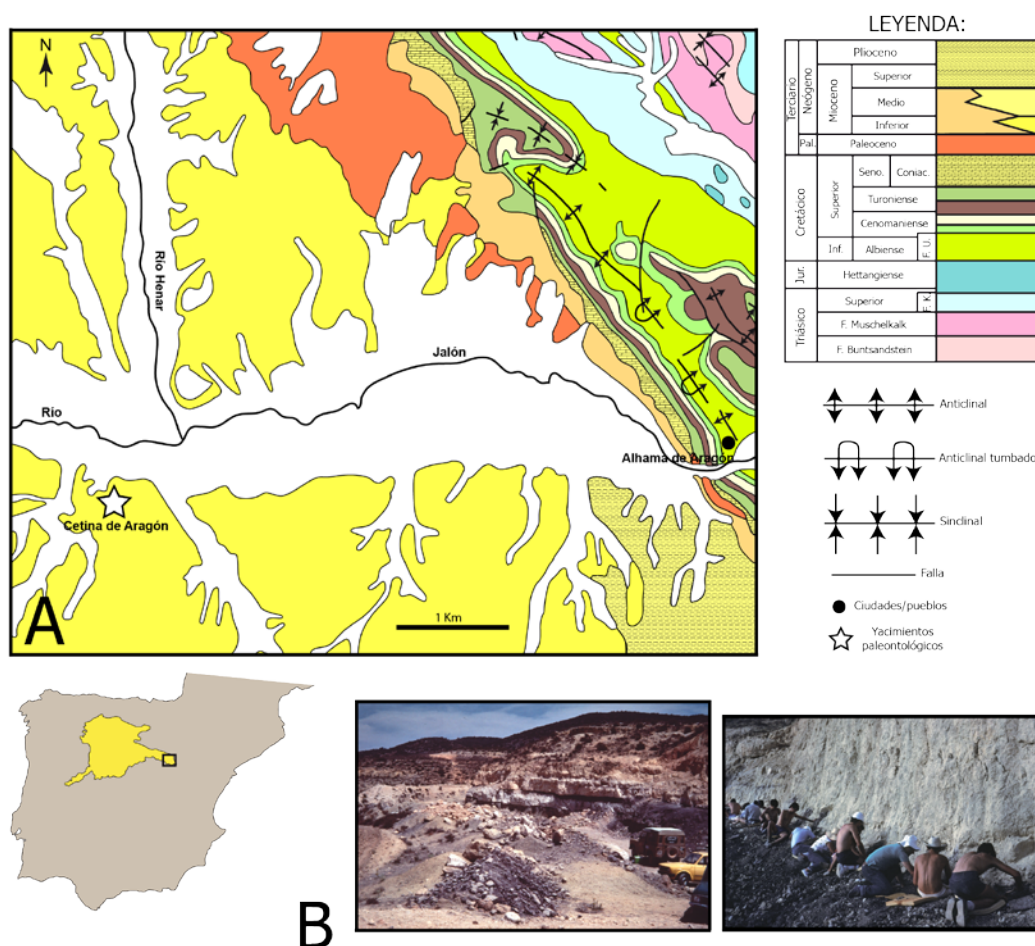 LEYENDA:
N
Río Henar
Jalón
Río
Alhama de Aragón
Cetina de Aragón
A
1 Km
Terciano
Neógeno
Mioceno
Plioceno
Superior
Medio
Inferior
Pal.
Paleoceno
Cretácico
Superior
Seno.
Coniac.
Turoniense
Cenomaniense
Inf.
Albiense
F. U.
Jur.
Hettangiense
Triásico
Superior
F. K.
F. Muschelkalk
F. Buntsandstein
Anticlinal
Anticlinal tumbado
Sinclinal
Falla
Ciudades/pueblos
Yacimientos
paleontológicos
B